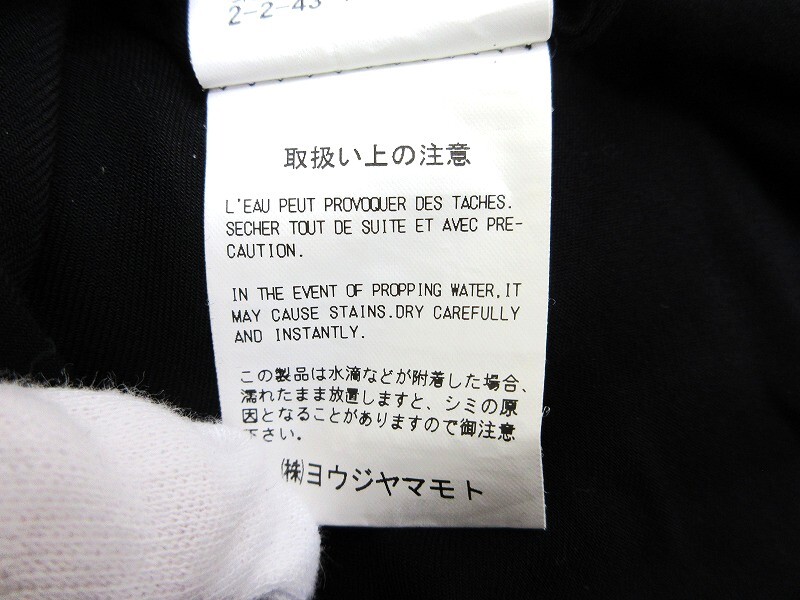 2-2-43
取扱い上の注意
L'EAU PEUT PROVOQUER DES TACHES.
SECHER TOUT DE SUITE ET AVEC PRE-
CAUTION.
IN THE EVENT OF PROPPING WATER,IT
MAY CAUSE STAINS.DRY CAREFULLY
AND INSTANTLY.
この製品は水滴などが附着した場合、
濡れたまま放置しますと、シミの原
因となることがありますので御注意
下さい。
㈱ヨウジヤマモト